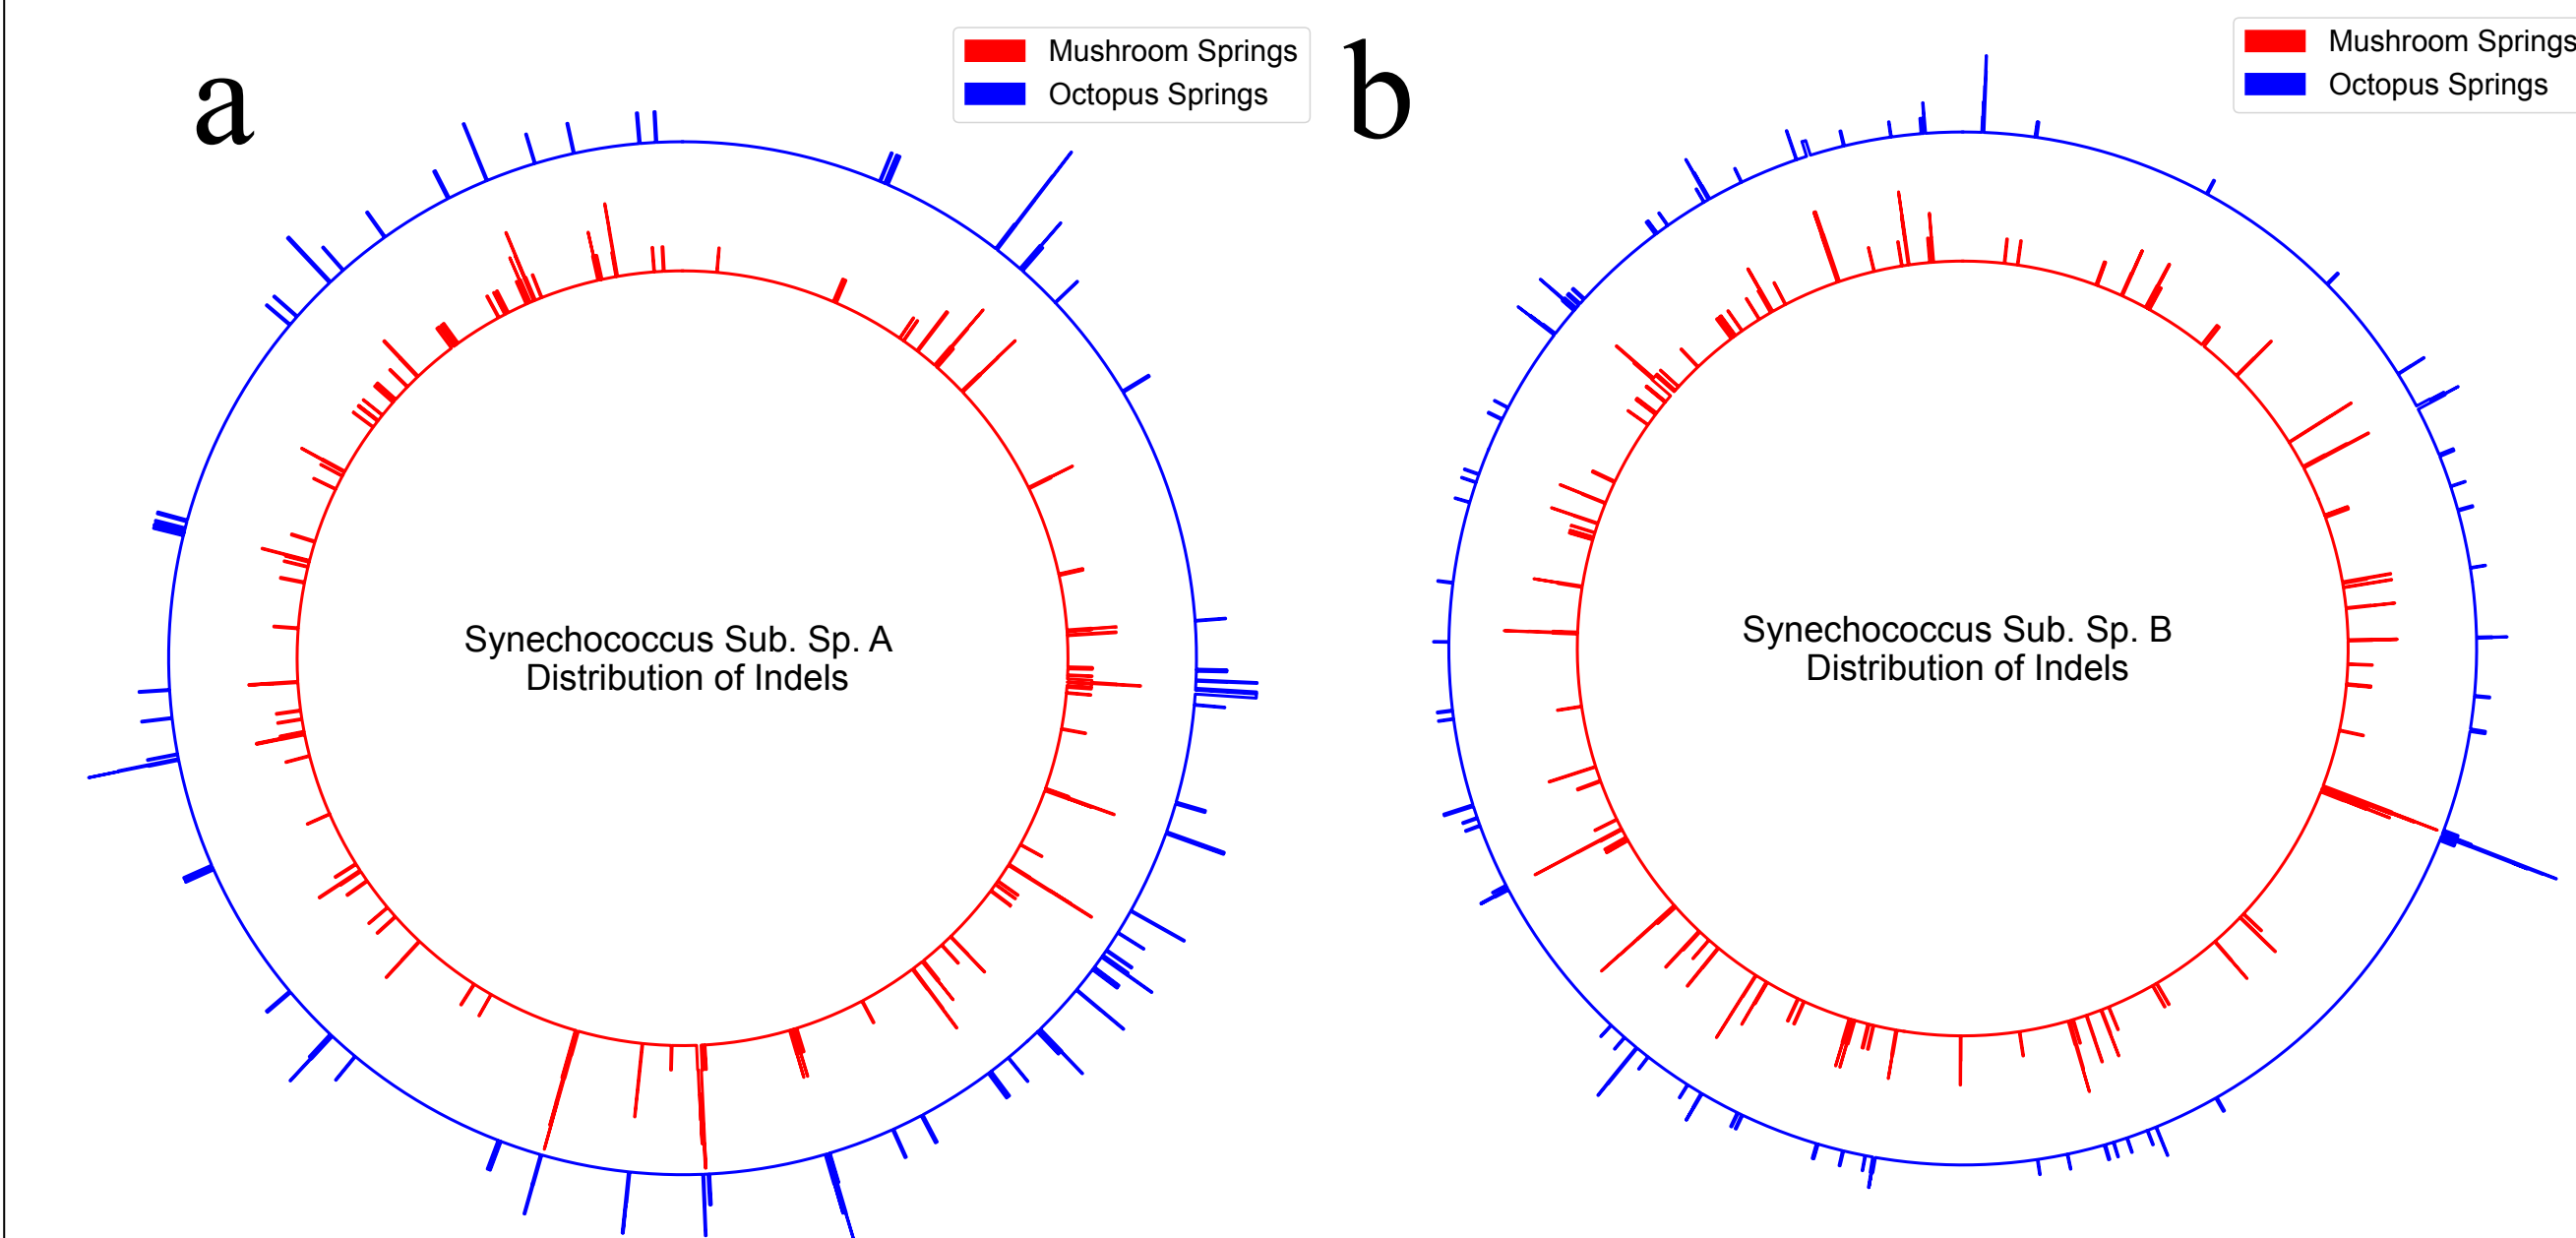 a
Mushroom Springs
Octopus Springs
Synechococcus Sub. Sp. A
Distribution of Indels
b
Mushroom Springs
Octopus Springs
Synechococcus Sub. Sp. B
Distribution of Indels